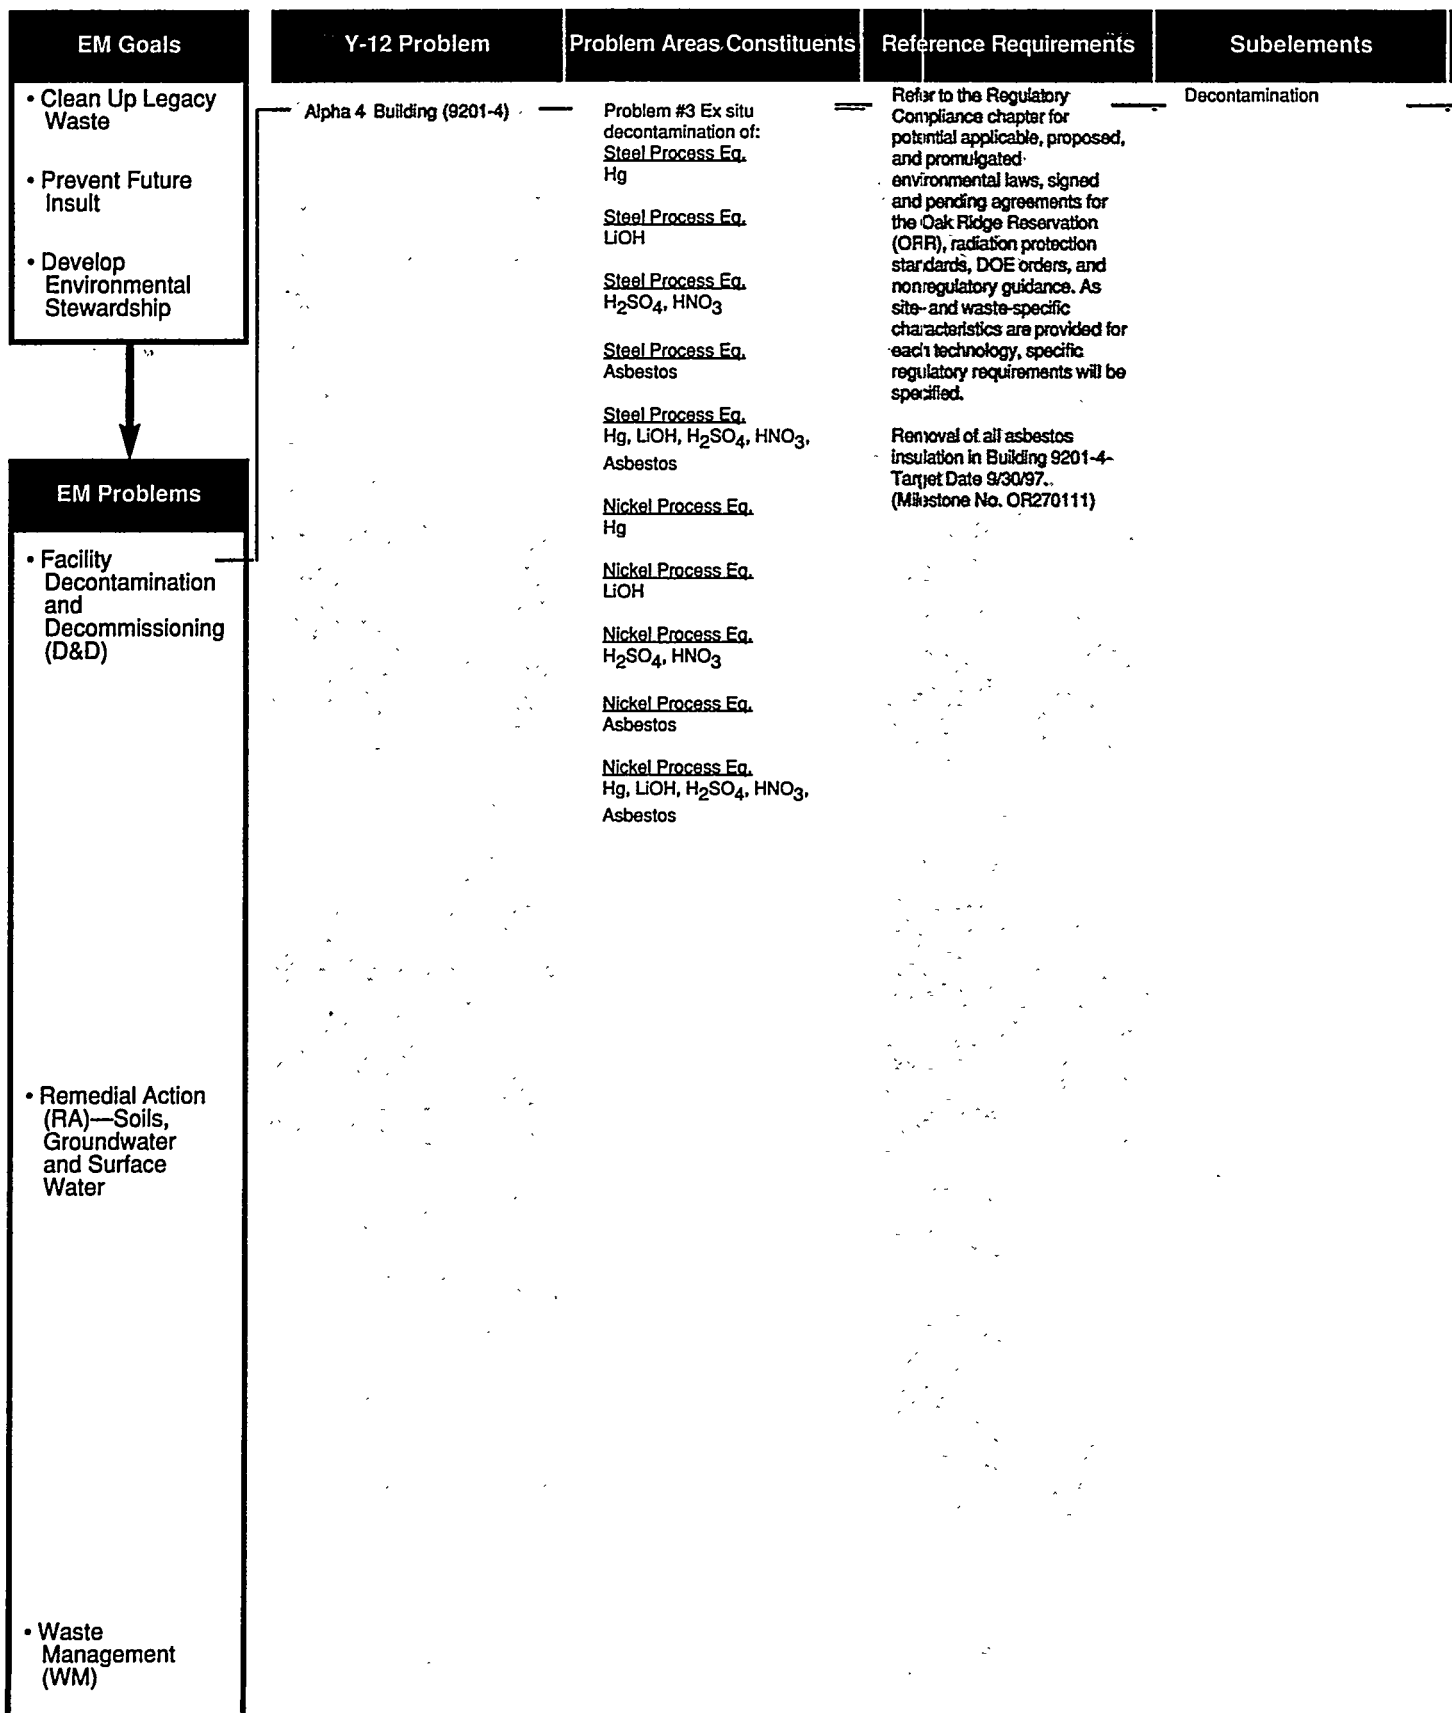 EM Goals
• Clean Up Legacy
Waste
• Prevent Future
Insult
• Develop
Environmental
Stewardship
EM Problems
• Facility
Decontamination
and
Decommissioning
(D&D)
• Remedial Action
(RA)—Soils,
Groundwater
and Surface
Water
• Waste
Management
(WM)
Y-12 Problem
Alpha 4 Building (9201-4)
Problem Areas Constituents
Problem #3 Ex situ
decontamination of:
Steel Process Eq.
Hg
Steel Process Eq.
LiOH
Steel Process Eq.
H2SO4, HNO3
Steel Process Eq.
Asbestos
Steel Process Eq.
Hg, LiOH, H2SO4, HNO3,
Asbestos
Nickel Process Eq.
Hg
Nickel Process Eq.
LiOH
Nickel Process Eq.
H2SO4, HNO3
Nickel Process Eq.
Asbestos
Nickel Process Eq.
Hg, LiOH, H2SO4, HNO3,
Asbestos
Reference Requirements
Refer to the Regulatory
Compliance chapter for
potential applicable, proposed,
and promulgated
environmental laws, signed
and pending agreements for
the Oak Ridge Reservation
(ORR), radiation protection
standards, DOE orders, and
nonregulatory guidance. As
site- and waste-specific
characteristics are provided for
each technology, specific
regulatory requirements will be
specified.
Removal of all asbestos
insulation in Building 9201-4-
Target Date 9/30/97.
(Milestone No. OR270111)
Subelements
Decontamination